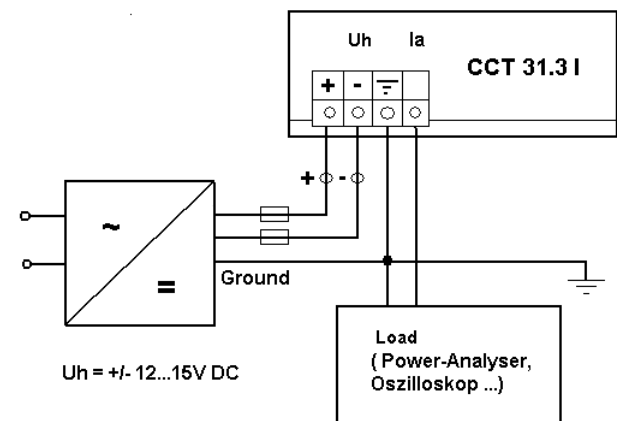 Uh Ia
CCT 31.3 I
+ -
+ -
~
=
Ground
Uh = +/- 12...15V DC
Load
( Power-Analyser,
Oszilloskop ...)